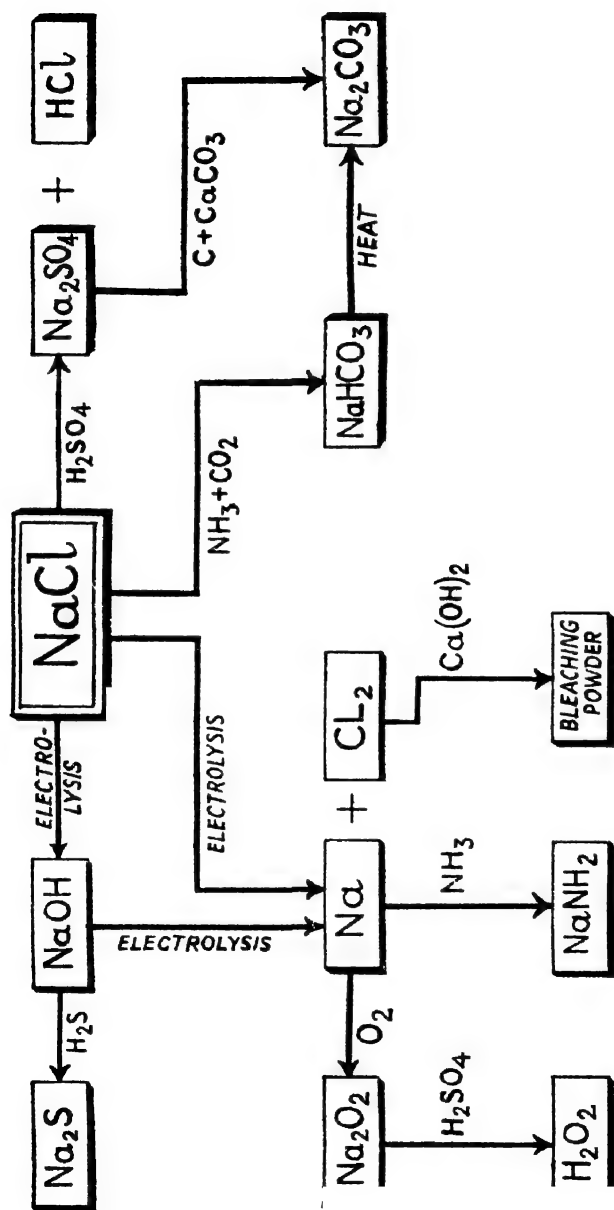 Na₂S
H₂S
NaOH
ELECTRO-
LYSIS
NaCl
H₂SO₄
Na₂SO₄
+
HCl
ELECTROLYSIS
ELECTROLYSIS
NH₃+CO₂
C+CaCO₃
Na₂O₂
O₂
Na
+
CL₂
NaHCO₃
HEAT
Na₂CO₃
H₂SO₄
NH₃
Ca(OH)₂
H₂O₂
NaNH₂
BLEACHING
POWDER